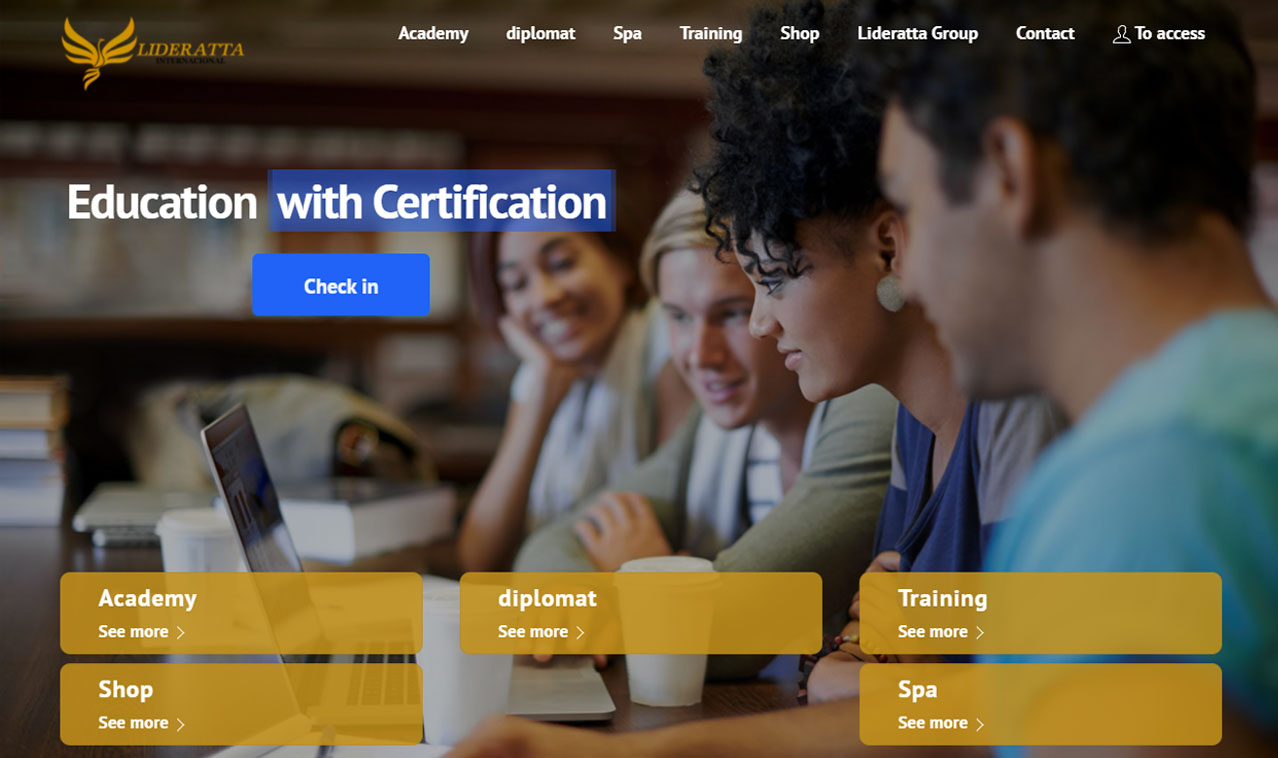 LIDERATTA
INTERNACIONAL
Academy diplomat Spa Training Shop Lideratta Group Contact To access
Education with Certification
Check in
Academy
See more
diplomat
See more
Training
See more
Shop
See more
Spa
See more